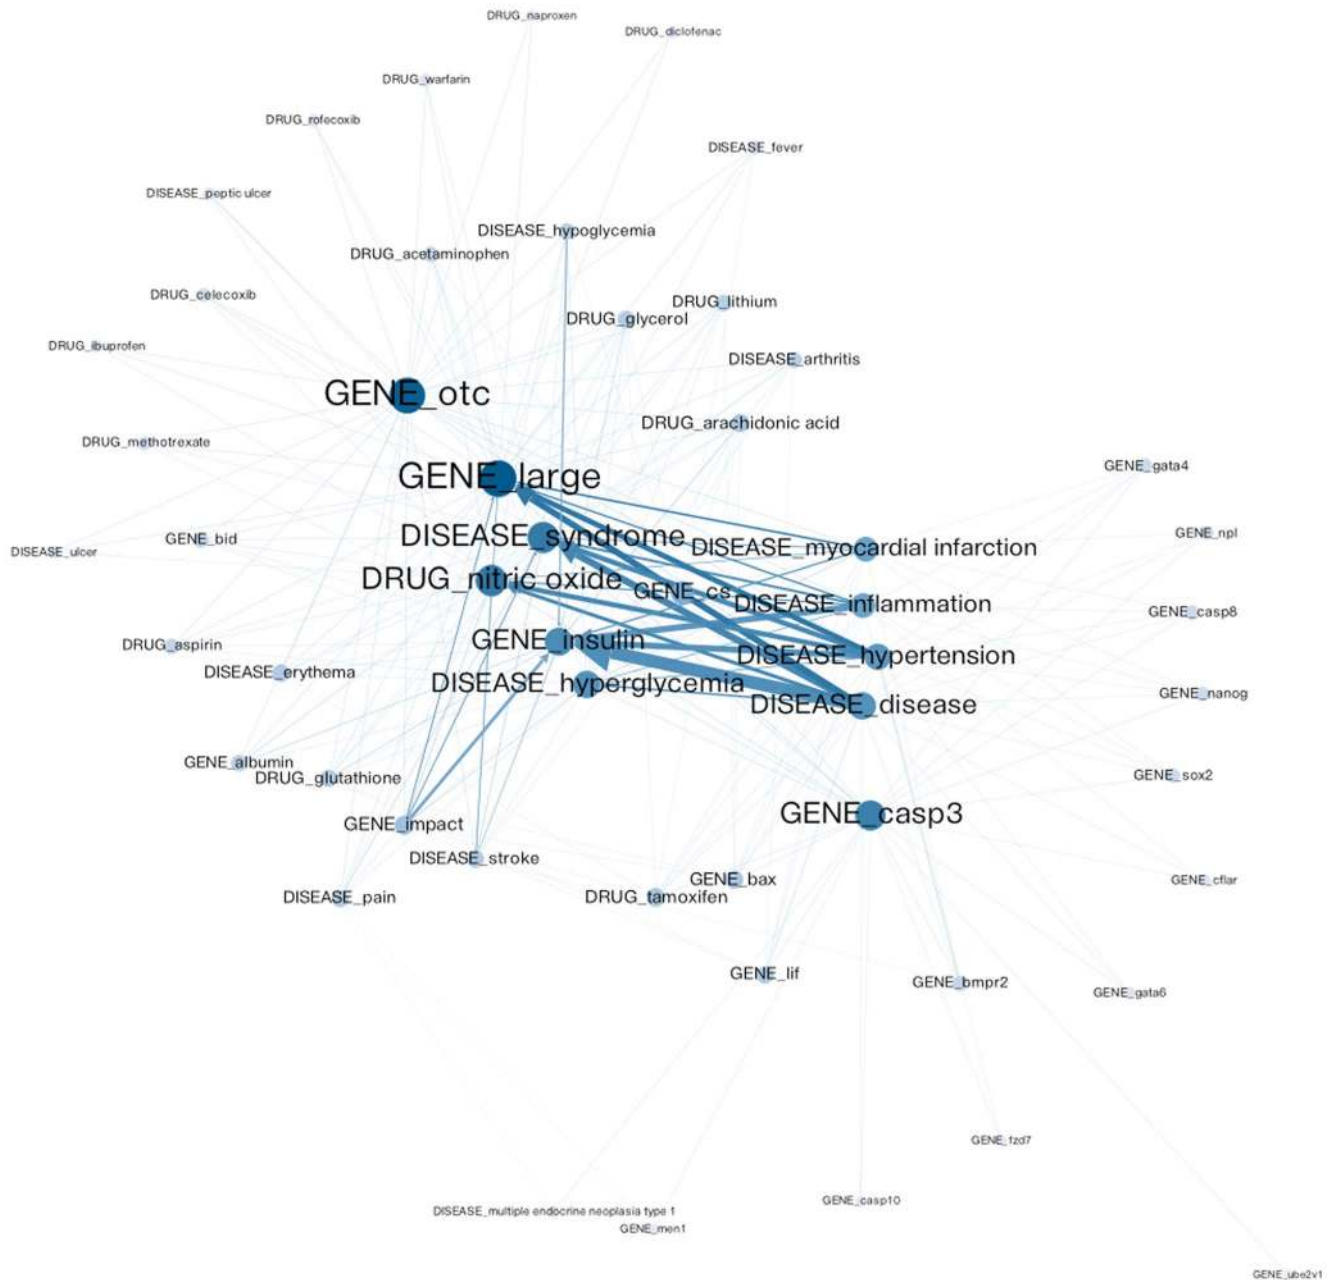 DRUG_naproxen
DRUG_diclofenac
DRUG_warfarin
DRUG_rofecoxib
DISEASE_fever
DISEASE_peptic ulcer
DISEASE_hypoglycemia
DRUG_acetaminophen
DRUG_celecoxib
DRUG_lithium
DRUG_glycerol
DRUG_ibuprofen
DISEASE_arthritis
GENE_otc
DRUG_arachidonic acid
DRUG_methotrexate
GENE_gata4
GENE_large
GENE_npl
GENE_bid
DISEASE_syndrome
DISEASE_myocardial infarction
DISEASE_ulcer
DRUG_nitric oxide
GENE_cs
DISEASE_inflammation
GENE_casp8
GENE_insulin
DRUG_aspirin
DISEASE_hypertension
DISEASE_erythema
DISEASE_hyperglycemia
GENE_nanog
DISEASE_disease
GENE_albumin
DRUG_glutathione
GENE_sox2
GENE_casp3
GENE_impact
DISEASE_stroke
GENE_bax
GENE_cflar
DISEASE_pain
DRUG_tamoxifen
GENE_lif
GENE_bmpr2
GENE_gata6
GENE_fzd7
GENE_casp10
DISEASE_multiple endocrine neoplasia type 1
GENE_men1
GENE_ube2v1